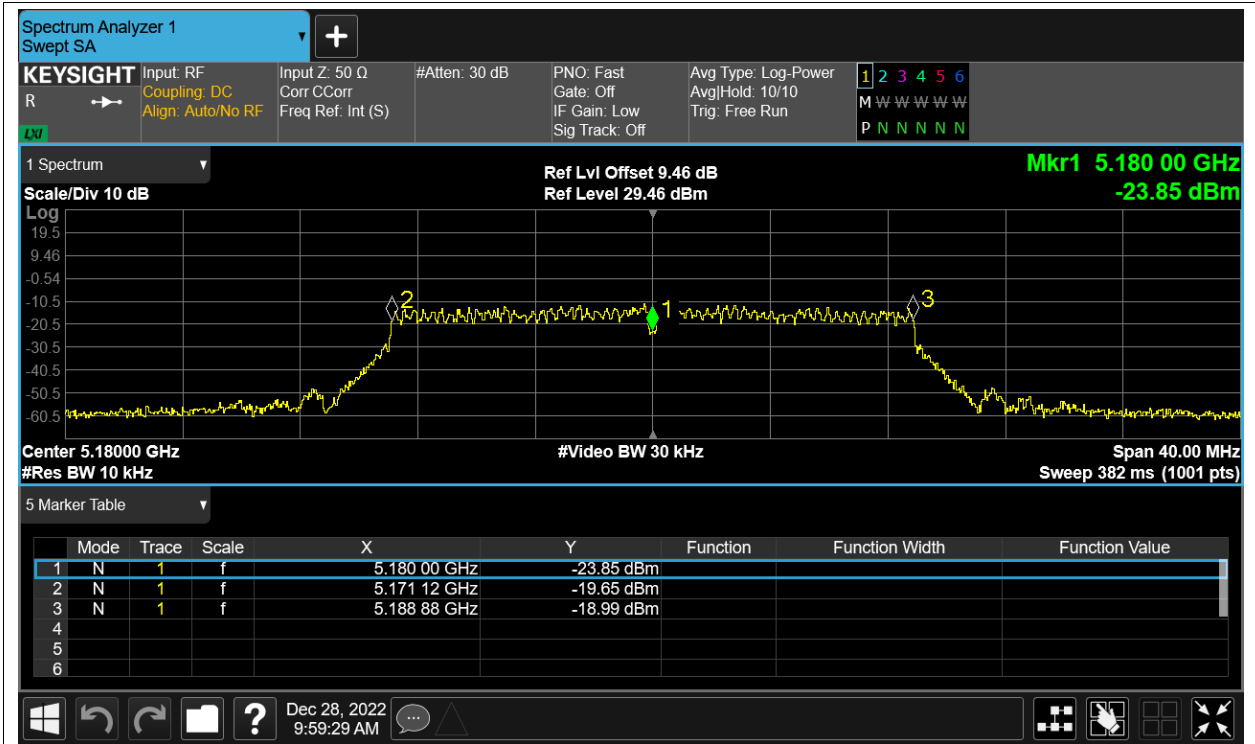 Spectrum Analyzer 1
Swept SA
+
KEYSIGHT
R
LXI
Input: RF
Coupling: DC
Align: Auto/No RF
Input Z: 50 Ω
Corr CCorr
Freq Ref: Int (S)
#Atten: 30 dB
PNO: Fast
Gate: Off
IF Gain: Low
Sig Track: Off
Avg Type: Log-Power
Avg|Hold: 10/10
Trig: Free Run
1 2 3 4 5 6
M W W W W W
P N N N N N
1 Spectrum
Scale/Div 10 dB
Ref Lvl Offset 9.46 dB
Ref Level 29.46 dBm
Mkr1 5.180 00 GHz
-23.85 dBm
Log
19.5
9.46
-0.54
-10.5
-20.5
-30.5
-40.5
-50.5
-60.5
2
1
3
Center 5.18000 GHz
#Video BW 30 kHz
Span 40.00 MHz
#Res BW 10 kHz
Sweep 382 ms (1001 pts)
5 Marker Table
Mode Trace Scale X Y Function Function Width Function Value
1 N 1 f 5.180 00 GHz -23.85 dBm
2 N 1 f 5.171 12 GHz -19.65 dBm
3 N 1 f 5.188 88 GHz -18.99 dBm
4
5
6
?
Dec 28, 2022
9:59:29 AM